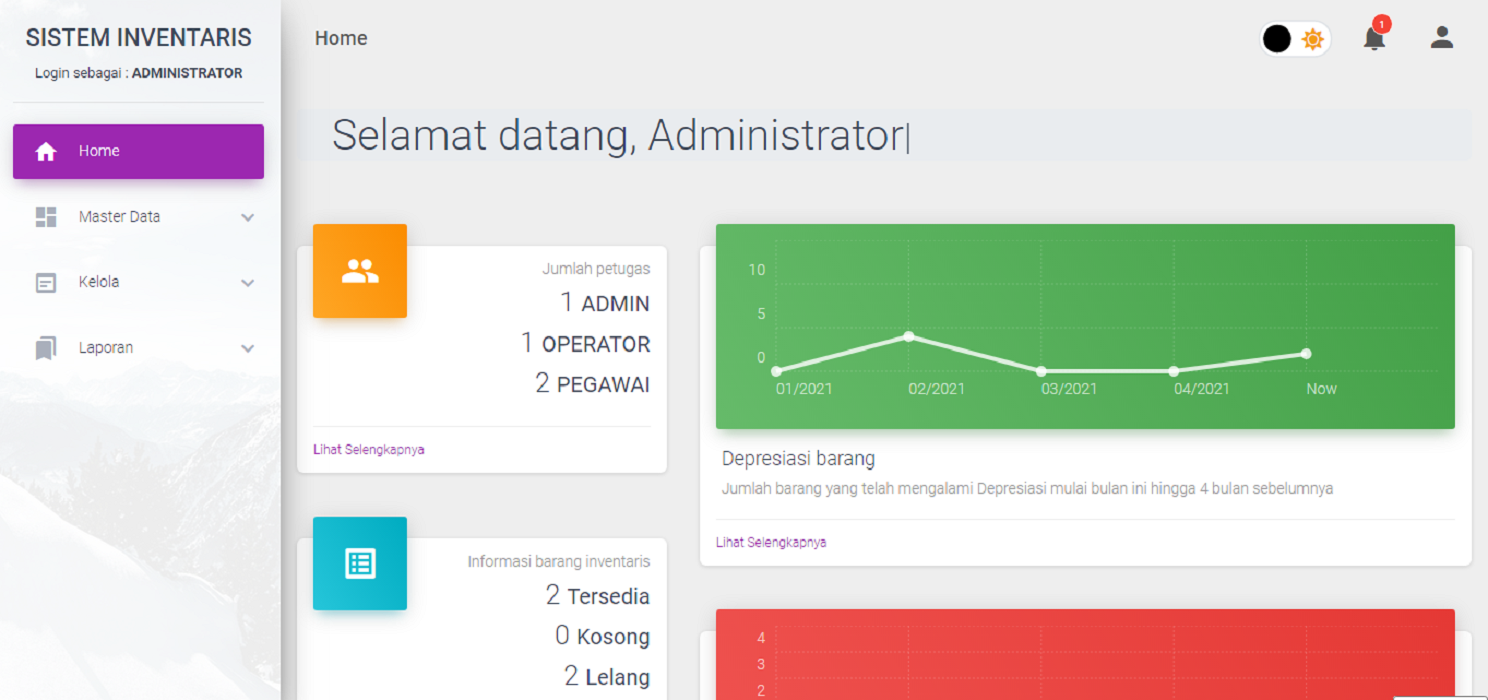 SISTEM INVENTARIS
Login sebagai : ADMINISTRATOR
Home
Master Data
Kelola
Laporan
Home
1
Selamat datang, Administrator|
Jumlah petugas
1 ADMIN
1 OPERATOR
2 PEGAWAI
Lihat Selengkapnya
Informasi barang inventaris
2 Tersedia
0 Kosong
2 Lelang
10
5
0
01/2021 02/2021 03/2021 04/2021 Now
Depresiasi barang
Jumlah barang yang telah mengalami Depresiasi mulai bulan ini hingga 4 bulan sebelumnya
Lihat Selengkapnya
4
3
2